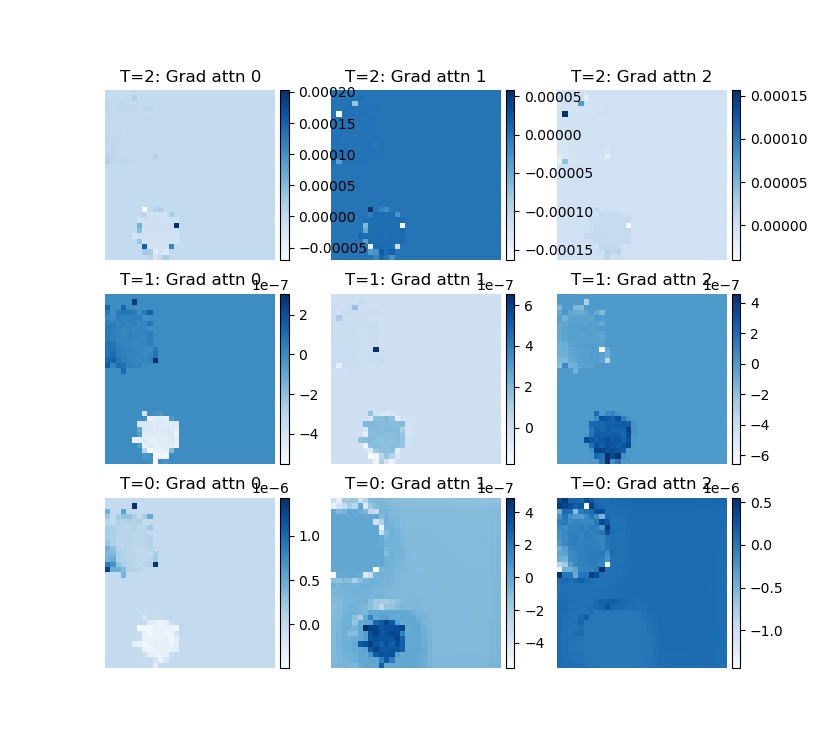 T=2: Grad attn 0
T=2: Grad attn 1
T=2: Grad attn 2
0.00020
0.00015
0.00010
0.00005
0.00000
−0.00005
0.00005
0.00000
−0.00005
−0.00010
−0.00015
0.00015
0.00010
0.00005
0.00000
T=1: Grad attn 0
1e−7
T=1: Grad attn 1
1e−7
T=1: Grad attn 2
1e−7
2
0
−2
−4
6
4
2
0
4
2
0
−2
−4
−6
T=0: Grad attn 0
1e−6
T=0: Grad attn 1
1e−7
T=0: Grad attn 2
1e−6
1.0
0.5
0.0
4
2
0
−2
−4
0.5
0.0
−0.5
−1.0